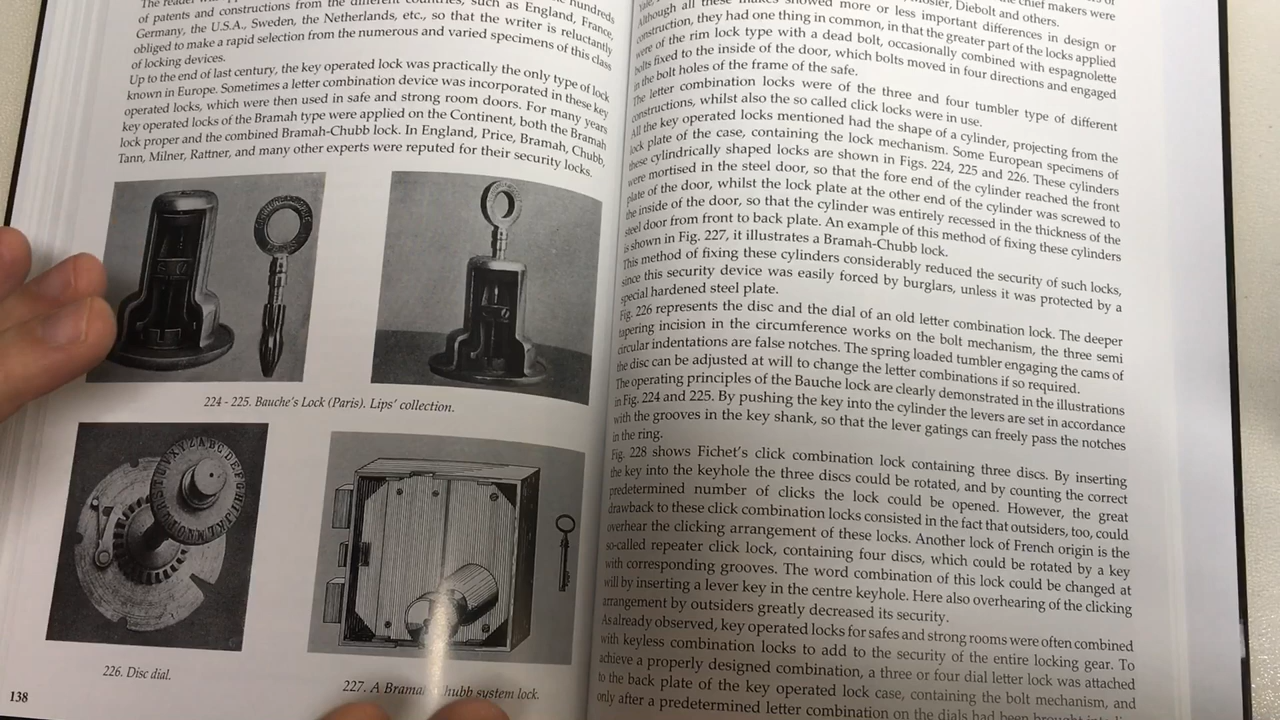 The reader
hundreds
of patents and constructions from the different countries, such as England, France,
Germany, the U.S.A., Sweden, the Netherlands, etc., so that the writer is reluctantly
obliged to make a rapid selection from the numerous and varied specimens of this class
of locking devices.
Up to the end of last century, the key operated lock was practically the only type of lock
known in Europe. Sometimes a letter combination device was incorporated in these key
operated locks, which were then used in safe and strong room doors. For many years
key operated locks of the Bramah type were applied on the Continent, both the Bramah
lock proper and the combined Bramah-Chubb lock. In England, Price, Bramah, Chubb,
Tann, Milner, Rattner, and many other experts were reputed for their security locks.
224 - 225. Bauche's Lock (Paris). Lips' collection.
226. Disc dial.
227. A Bramah Chubb system lock.
138
chief makers were
Yale, Mosler, Diebolt and others.
Although all these makes showed more or less important differences in design or
construction, they had one thing in common, in that the greater part of the locks applied
were of the rim lock type with a dead bolt, occasionally combined with espagnolette
bolts fixed to the inside of the door, which bolts moved in four directions and engaged
in the bolt holes of the frame of the safe.
The letter combination locks were of the three and four tumbler type of different
constructions, whilst also the so called click locks were in use.
All the key operated locks mentioned had the shape of a cylinder, projecting from the
lock plate of the case, containing the lock mechanism. Some European specimens of
these cylindrically shaped locks are shown in Figs. 224, 225 and 226. These cylinders
were mortised in the steel door, so that the fore end of the cylinder reached the front
plate of the door, whilst the lock plate at the other end of the cylinder was screwed to
the inside of the door, so that the cylinder was entirely recessed in the thickness of the
steel door from front to back plate. An example of this method of fixing these cylinders
is shown in Fig. 227, it illustrates a Bramah-Chubb lock.
This method of fixing these cylinders considerably reduced the security of such locks,
since this security device was easily forced by burglars, unless it was protected by a
special hardened steel plate.
Fig. 226 represents the disc and the dial of an old letter combination lock. The deeper
tapering incision in the circumference works on the bolt mechanism, the three semi
circular indentations are false notches. The spring loaded tumbler engaging the cams of
the disc can be adjusted at will to change the letter combinations if so required.
The operating principles of the Bauche lock are clearly demonstrated in the illustrations
in Fig. 224 and 225. By pushing the key into the cylinder the levers are set in accordance
with the grooves in the key shank, so that the lever gatings can freely pass the notches
in the ring.
Fig. 228 shows Fichet's click combination lock containing three discs. By inserting
the key into the keyhole the three discs could be rotated, and by counting the correct
predetermined number of clicks the lock could be opened. However, the great
drawback to these click combination locks consisted in the fact that outsiders, too, could
overhear the clicking arrangement of these locks. Another lock of French origin is the
so-called repeater click lock, containing four discs, which could be rotated by a key
with corresponding grooves. The word combination of this lock could be changed at
will by inserting a lever key in the centre keyhole. Here also overhearing of the clicking
arrangement by outsiders greatly decreased its security.
As already observed, key operated locks for safes and strong rooms were often combined
with keyless combination locks to add to the security of the entire locking gear. To
achieve a properly designed combination, a three or four dial letter lock was attached
to the back plate of the key operated lock case, containing the bolt mechanism, and
only after a predetermined letter combination on the dials had been brought